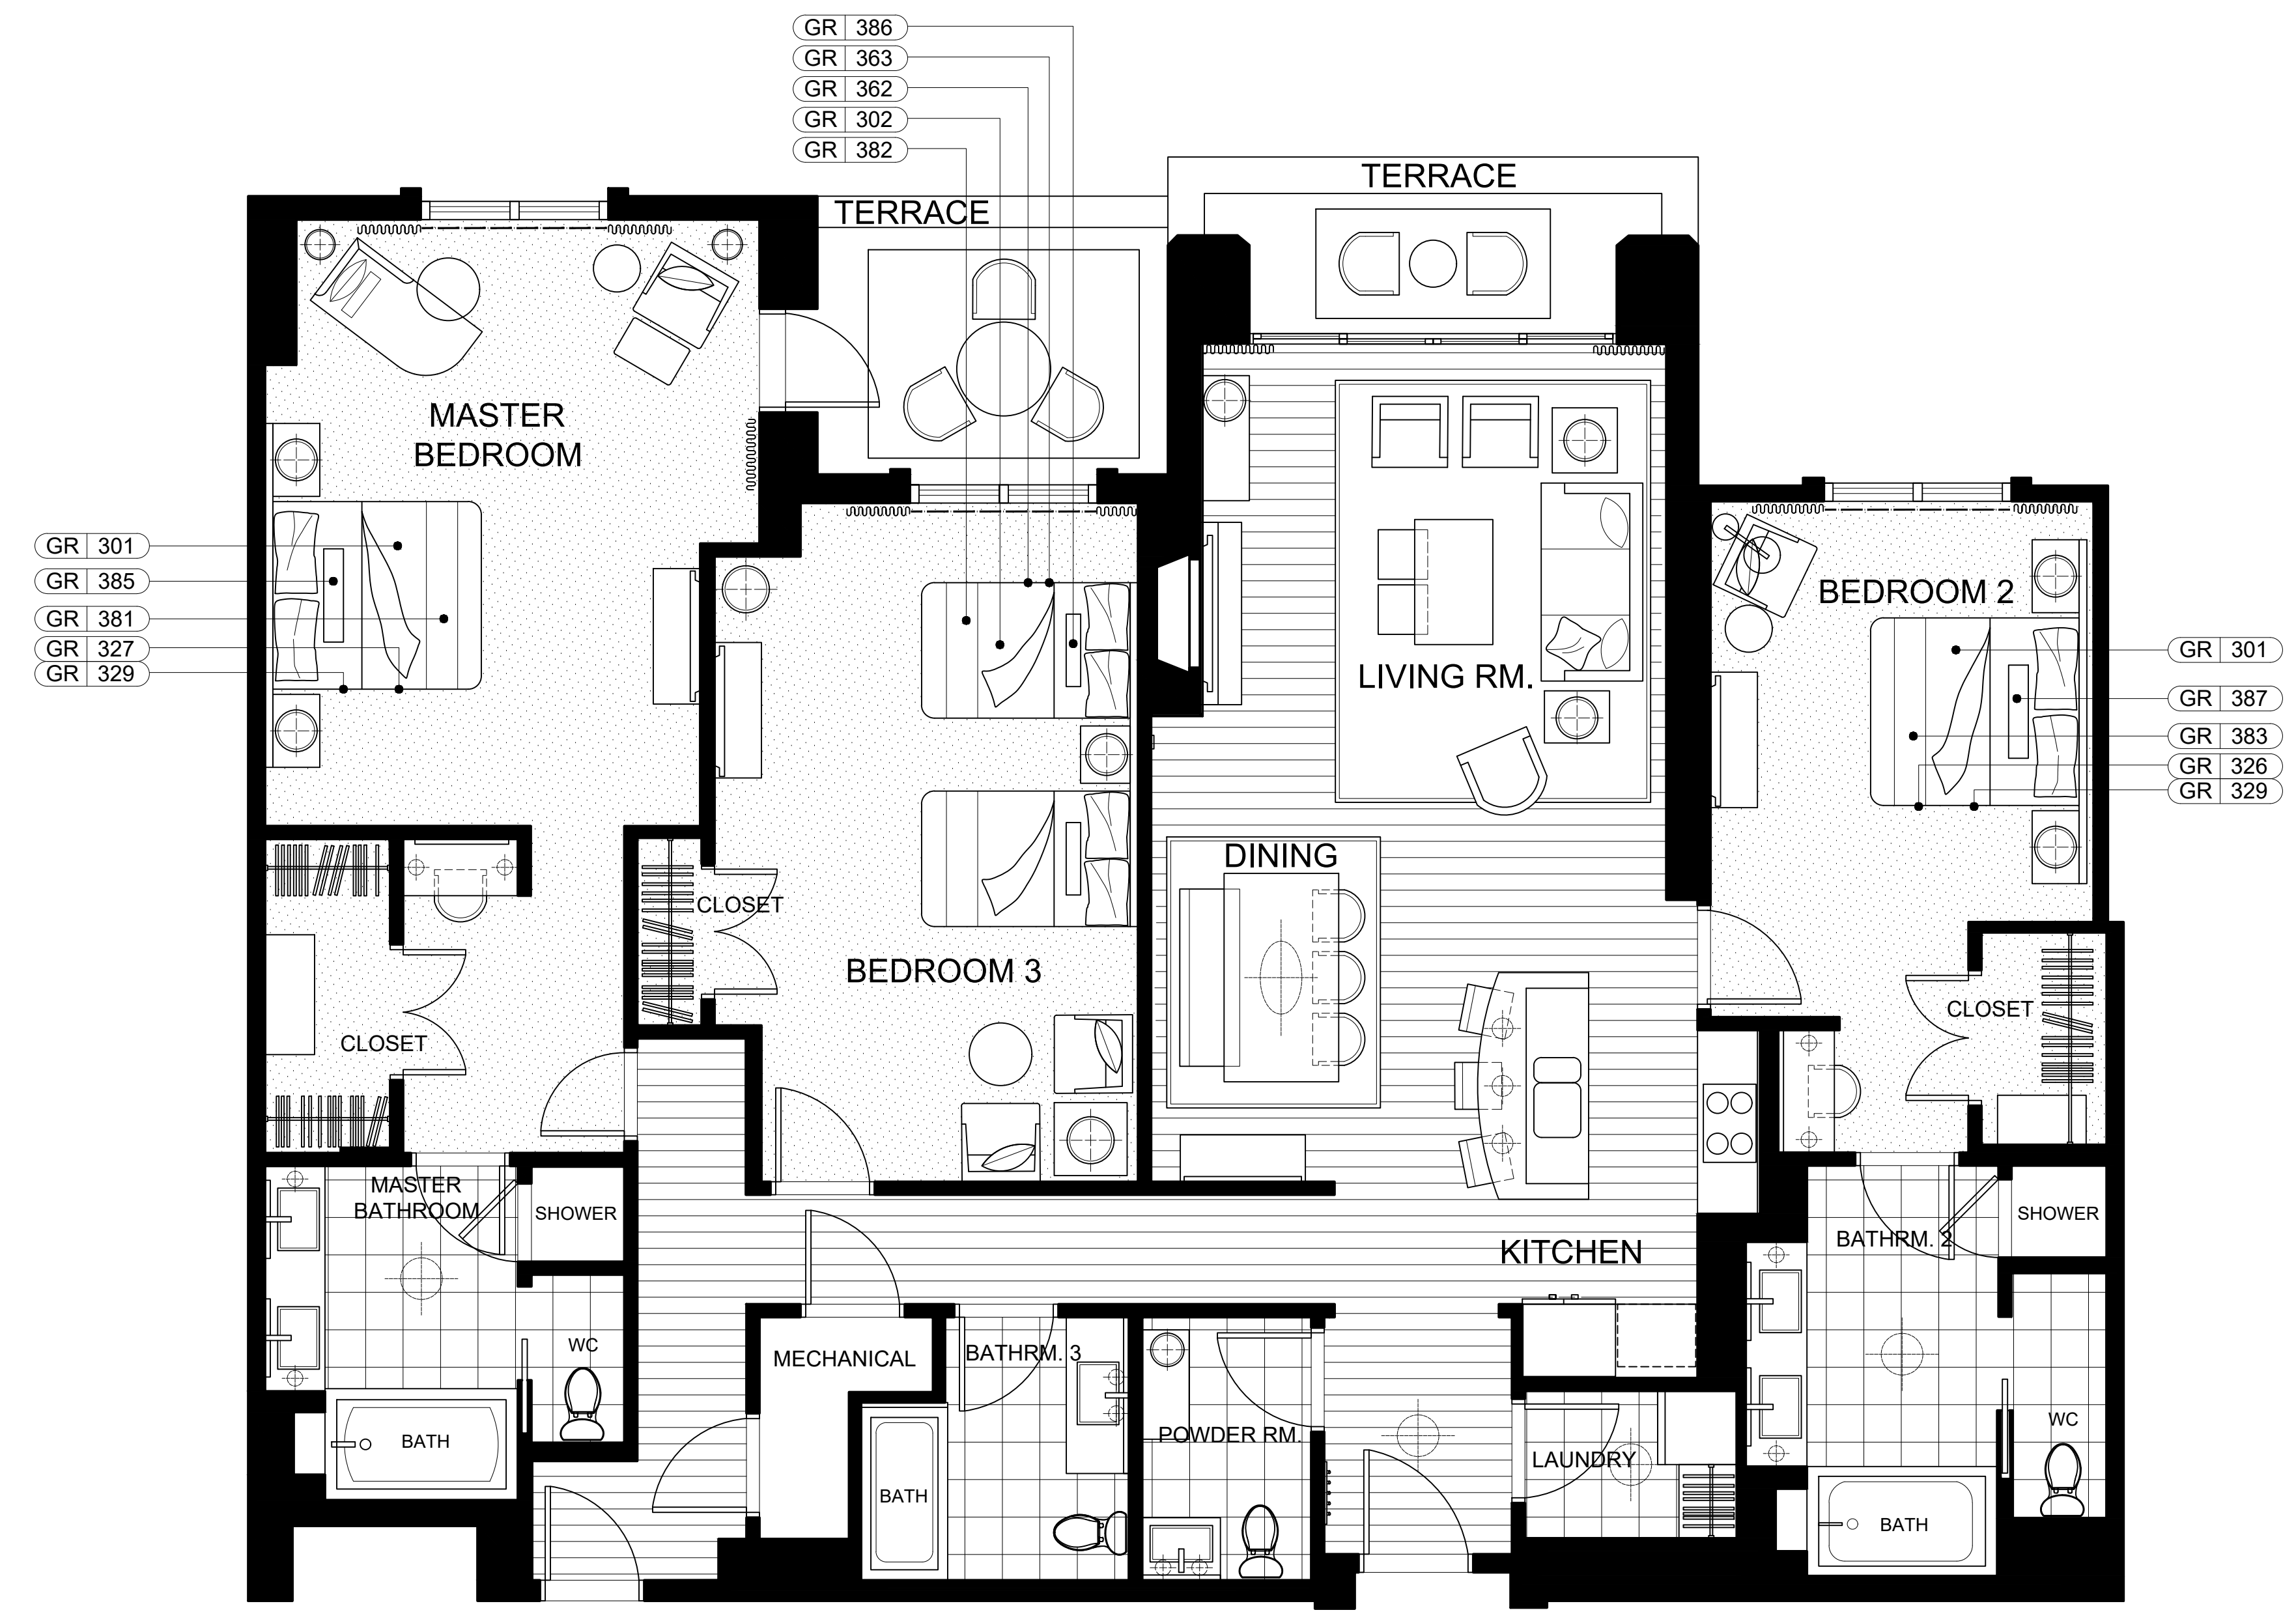 GR 386
GR 363
GR 362
GR 302
GR 382
TERRACE
TERRACE
MASTER
BEDROOM
GR 301
GR 385
GR 381
GR 327
GR 329
BEDROOM 2
LIVING RM.
GR 301
GR 387
GR 383
GR 326
GR 329
DINING
CLOSET
BEDROOM 3
CLOSET
CLOSET
MASTER
BATHROOM
SHOWER
SHOWER
BATHRM. 2
KITCHEN
WC
MECHANICAL
BATHRM. 3
WC
POWDER RM.
BATH
LAUNDRY
BATH
BATH